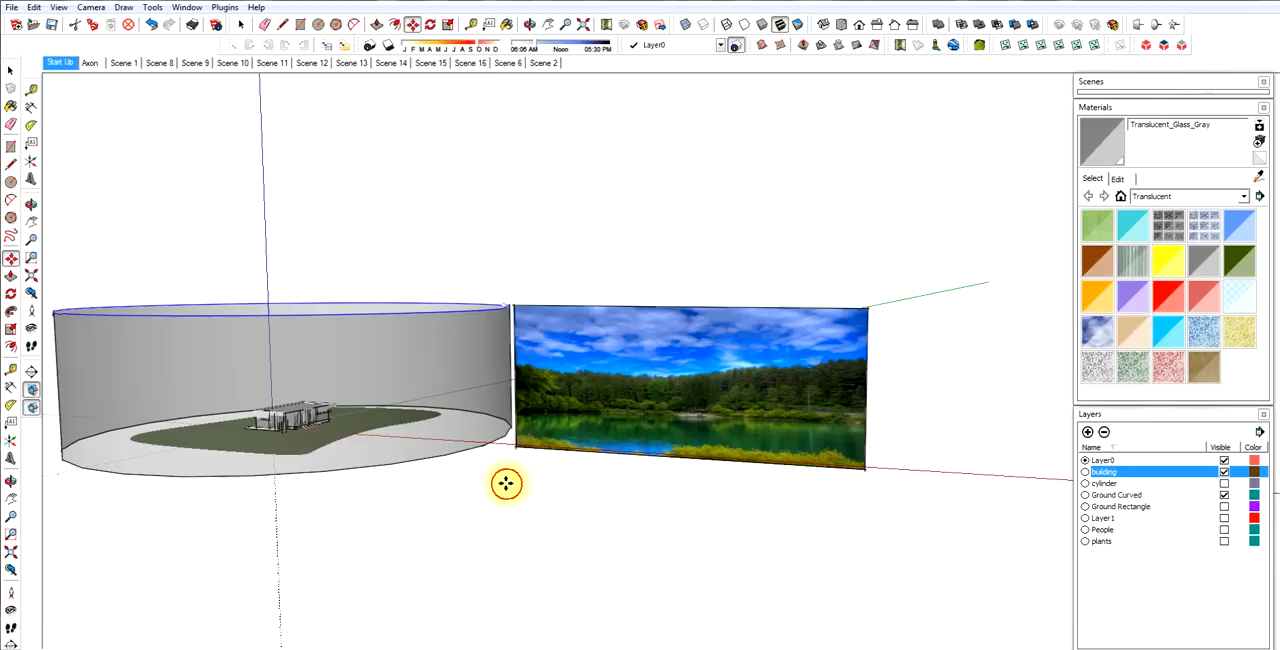 File Edit View Camera Draw Tools Window Plugins Help
J F M A M J J A S O N D 06:06 AM Noon 05:30 PM Layer0
Start Up Axon Scene 1 Scene 8 Scene 9 Scene 10 Scene 11 Scene 12 Scene 13 Scene 14 Scene 15 Scene 16 Scene 6 Scene 2
Scenes
Materials
Translucent_Glass_Gray
Select Edit
Translucent
Layers
Name Visible Color
Layer0
building
cylinder
Ground Curved
Ground Rectangle
Layer1
People
plants